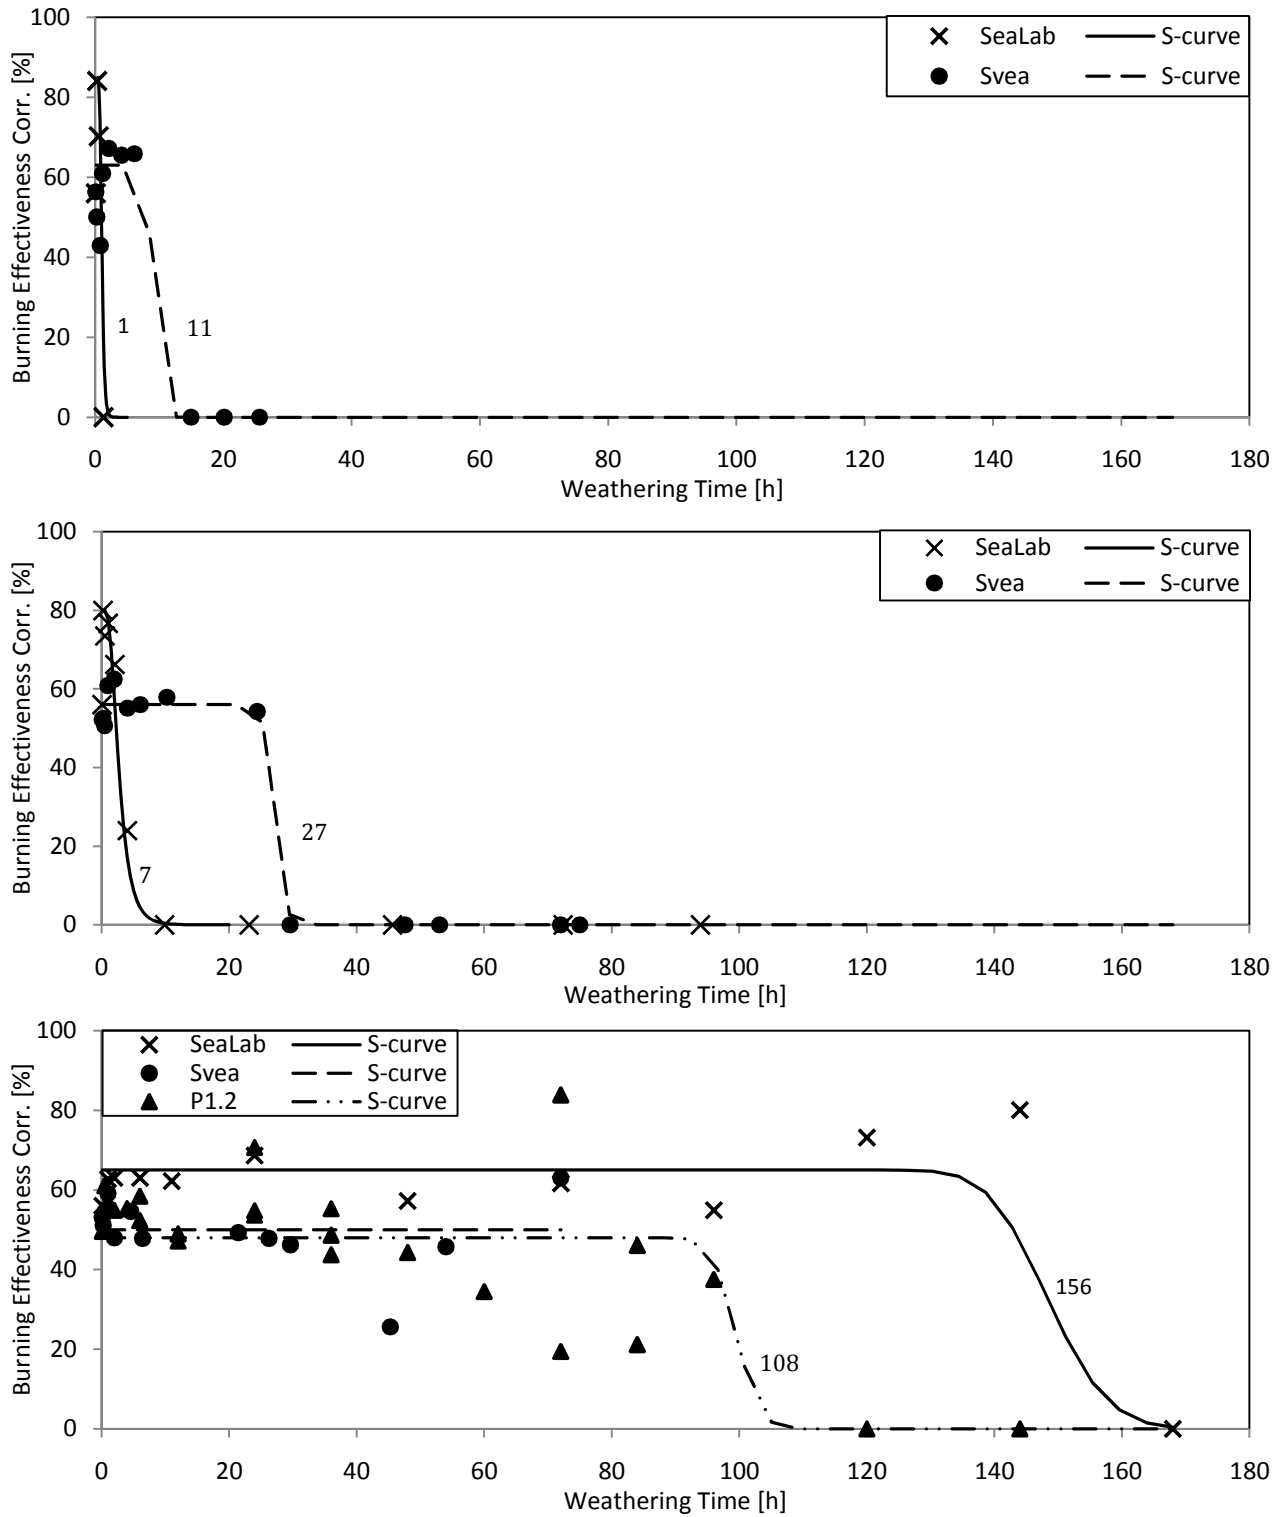 100
SeaLab S-curve
80
Svea S-curve
60
40
20
1 11
0
0 20 40 60 80 100 120 140 160 180
Weathering Time [h]
Burning Effectiveness Corr. [%]
100
SeaLab S-curve
80
Svea S-curve
60
40
20
27
7
0
0 20 40 60 80 100 120 140 160 180
Weathering Time [h]
Burning Effectiveness Corr. [%]
100
SeaLab S-curve
Svea S-curve
P1.2 S-curve
80
60
40
156
20
108
0
0 20 40 60 80 100 120 140 160 180
Weathering Time [h]
Burning Effectiveness Corr. [%]